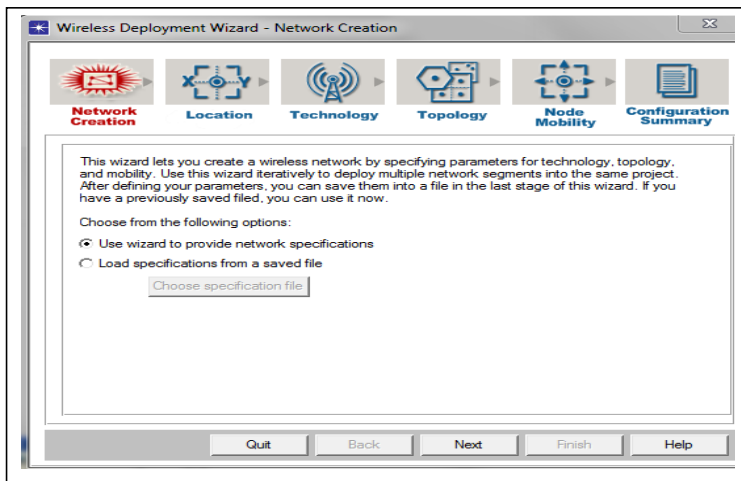 Wireless Deployment Wizard - Network Creation
X Y
Network Creation
Location
Technology
Topology
Node Mobility
Configuration Summary
This wizard lets you create a wireless network by specifying parameters for technology, topology,
and mobility. Use this wizard iteratively to deploy multiple network segments into the same project.
After defining your parameters, you can save them into a file in the last stage of this wizard. If you
have a previously saved filed, you can use it now.
Choose from the following options:
Use wizard to provide network specifications
Load specifications from a saved file
Choose specification file
Quit Back Next Finish Help